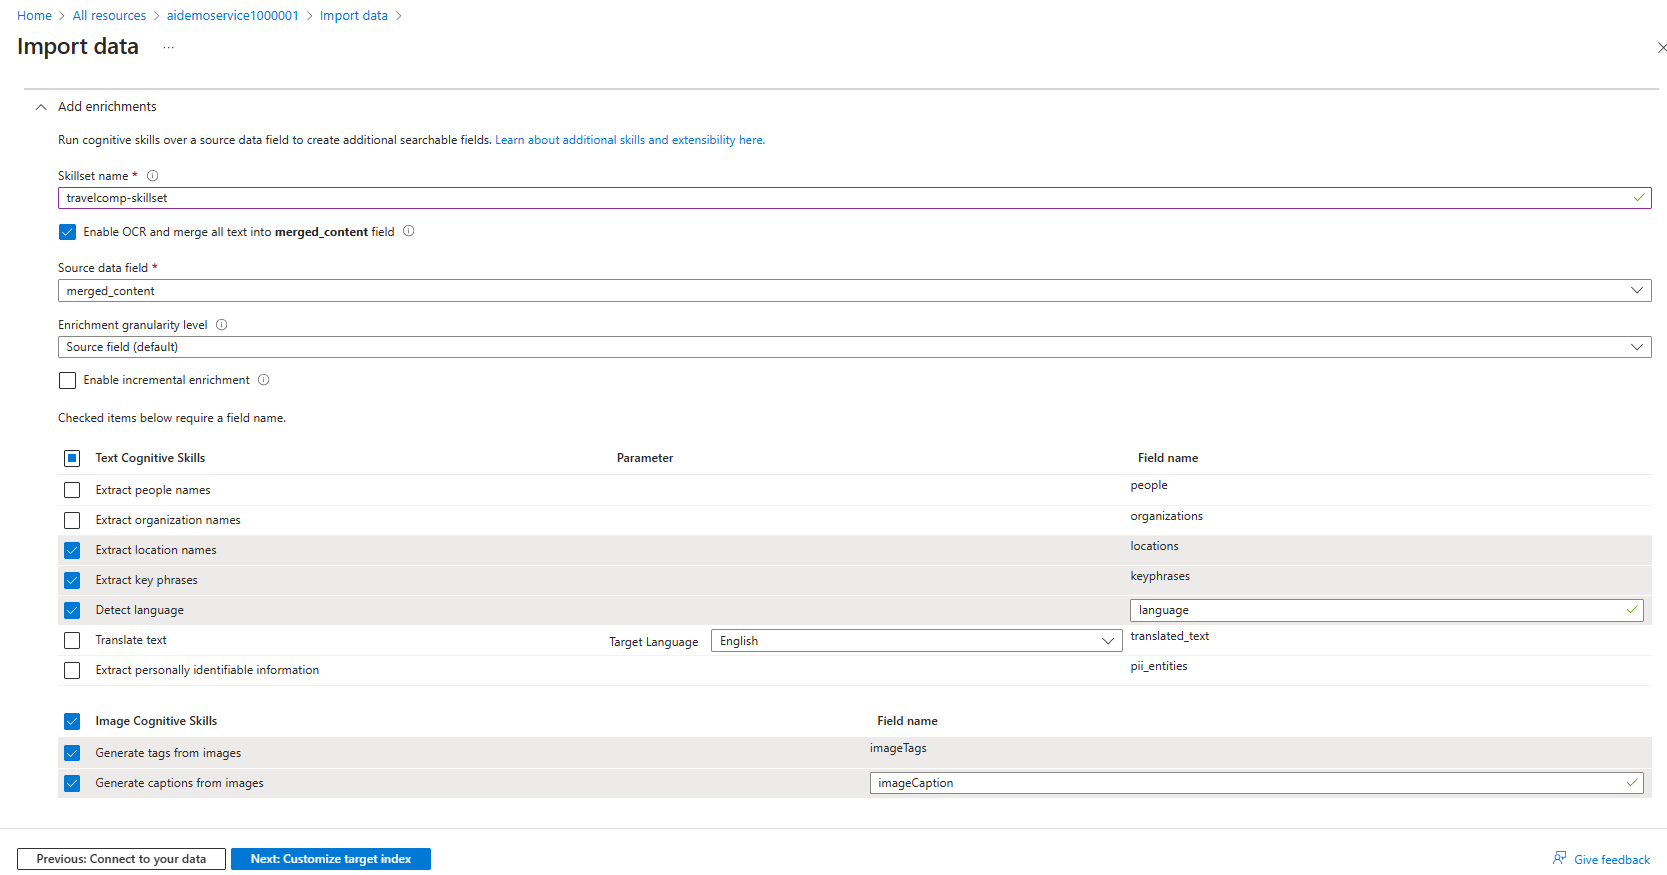 Home > All resources > aidemoservice1000001 > Import data >
Import data ...
Add enrichments
Run cognitive skills over a source data field to create additional searchable fields. Learn about additional skills and extensibility here.
Skillset name *
travelcomp-skillset
Enable OCR and merge all text into merged_content field
Source data field *
merged_content
Enrichment granularity level
Source field (default)
Enable incremental enrichment
Checked items below require a field name.
Text Cognitive Skills Parameter Field name
Extract people names people
Extract organization names organizations
Extract location names locations
Extract key phrases keyphrases
Detect language language
Translate text Target Language English translated_text
Extract personally identifiable information pii_entities
Image Cognitive Skills Field name
Generate tags from images imageTags
Generate captions from images imageCaption
Previous: Connect to your data Next: Customize target index Give feedback